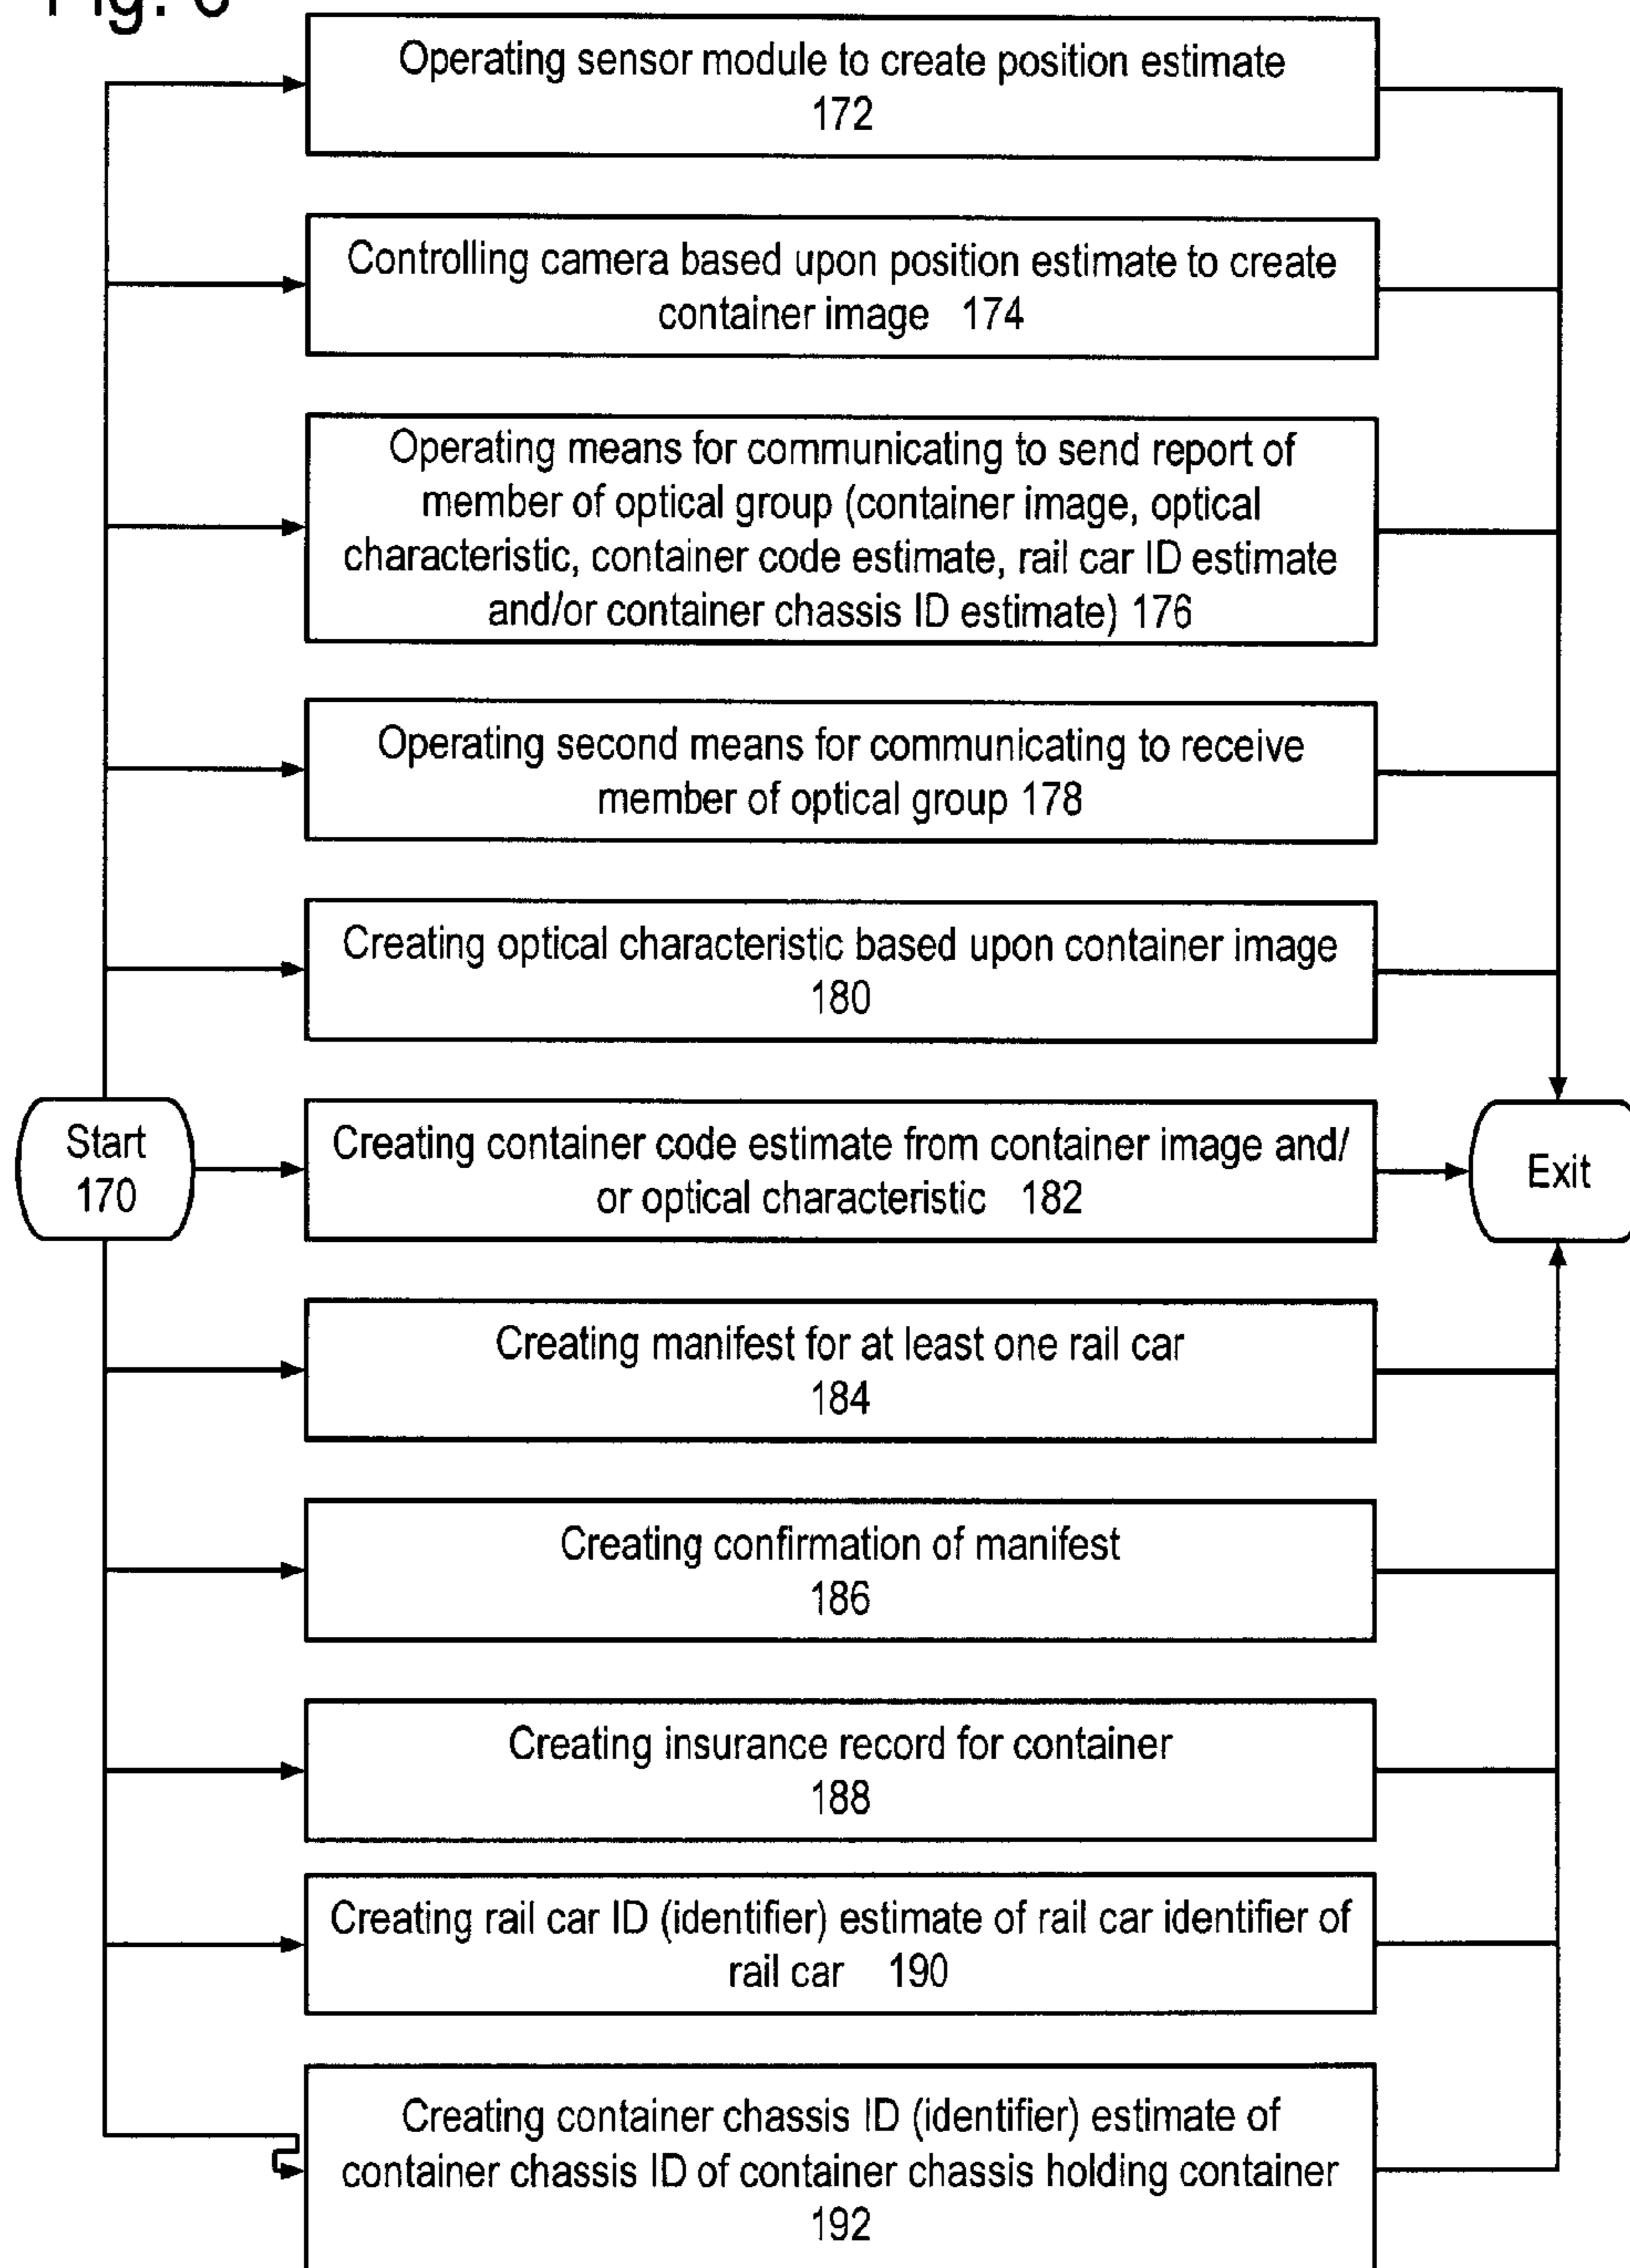 Fig.
Operating sensor module to create position estimate
172
Controlling camera based upon position estimate to create
container image 174
Operating means for communicating to send report of
member of optical group (container image, optical
characteristic, container code estimate, rail car ID estimate
and/or container chassis ID estimate) 176
Operating second means for communicating to receive
member of optical group 178
Creating optical characteristic based upon container image
180
Start
170
Creating container code estimate from container image and/
or optical characteristic 182
Exit
Creating manifest for at least one rail car
184
Creating confirmation of manifest
186
Creating insurance record for container
188
Creating rail car ID (identifier) estimate of rail car identifier of
rail car 190
Creating container chassis ID (identifier) estimate of
container chassis ID of container chassis holding container
192